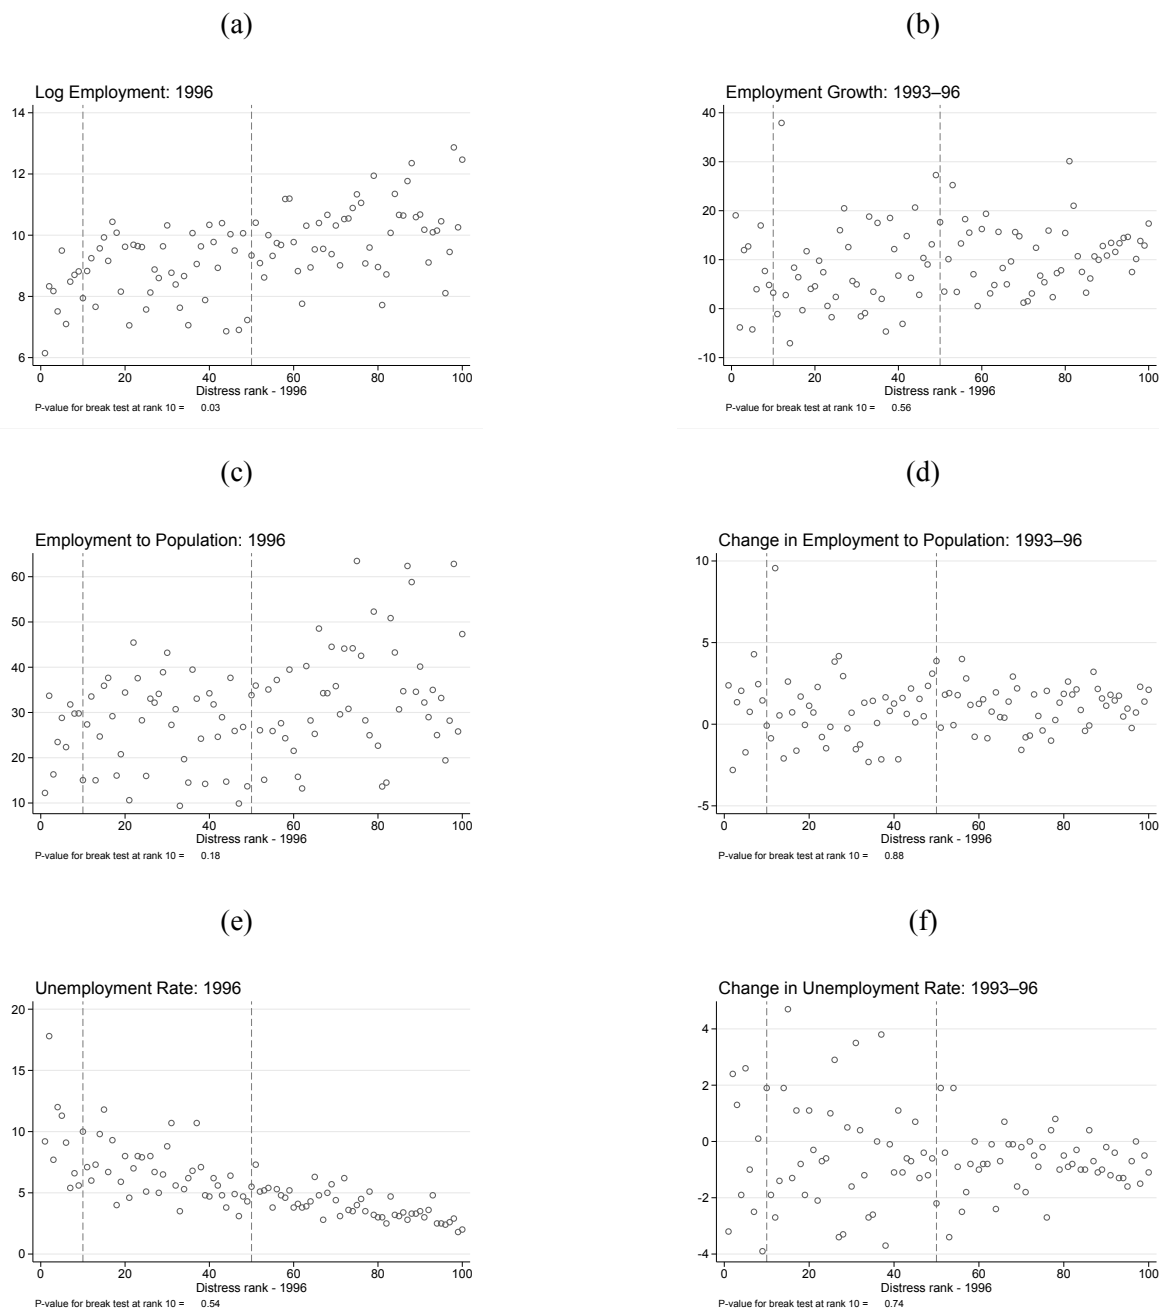 (a)
Log Employment: 1996
14
12
10
8
6
0 20 40 60 80 100
Distress rank - 1996
P-value for break test at rank 10 = 0.03
(b)
Employment Growth: 1993–96
40
30
20
10
0
-10
0 20 40 60 80 100
Distress rank - 1996
P-value for break test at rank 10 = 0.56
(c)
Employment to Population: 1996
60
50
40
30
20
10
0 20 40 60 80 100
Distress rank - 1996
P-value for break test at rank 10 = 0.18
(d)
Change in Employment to Population: 1993–96
10
5
0
-5
0 20 40 60 80 100
Distress rank - 1996
P-value for break test at rank 10 = 0.88
(e)
Unemployment Rate: 1996
20
15
10
5
0
0 20 40 60 80 100
Distress rank - 1996
P-value for break test at rank 10 = 0.54
(f)
Change in Unemployment Rate: 1993–96
4
2
0
-2
-4
0 20 40 60 80 100
Distress rank - 1996
P-value for break test at rank 10 = 0.74